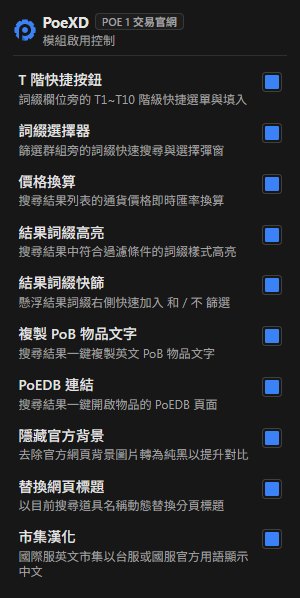 PoeXD POE 1 交易官網
模組啟用控制
T 階快捷按鈕
詞綴欄位旁的 T1~T10 階級快捷選單與填入
詞綴選擇器
篩選群組旁的詞綴快速搜尋與選擇彈窗
價格換算
搜尋結果列表的通貨價格即時匯率換算
結果詞綴高亮
搜尋結果中符合過濾條件的詞綴樣式高亮
結果詞綴快篩
懸浮結果詞綴右側快速加入 和 / 不 篩選
複製 PoB 物品文字
搜尋結果一鍵複製英文 PoB 物品文字
PoEDB 連結
搜尋結果一鍵開啟物品的 PoEDB 頁面
隱藏官方背景
去除官方網頁背景圖片轉為純黑以提升對比
替換網頁標題
以目前搜尋道具名稱動態替換分頁標題
市集漢化
國際服英文市集以台服或國服官方用語顯示
中文